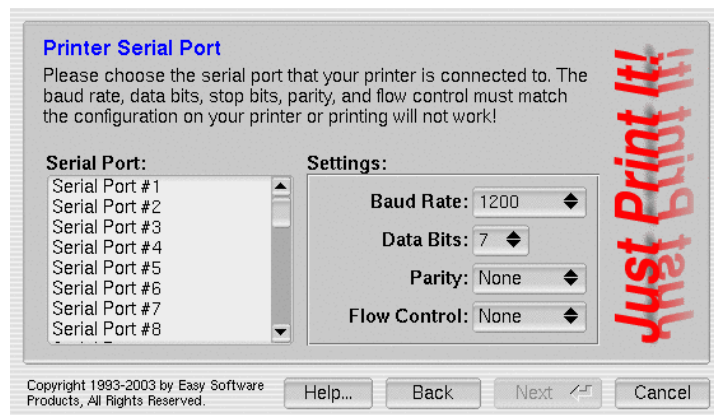 Printer Serial Port
Please choose the serial port that your printer is connected to. The
baud rate, data bits, stop bits, parity, and flow control must match
the configuration on your printer or printing will not work!
Serial Port:
Serial Port #1
Serial Port #2
Serial Port #3
Serial Port #4
Serial Port #5
Serial Port #6
Serial Port #7
Serial Port #8
Settings:
Baud Rate: 1200
Data Bits: 7
Parity: None
Flow Control: None
Just Print It!
Copyright 1993-2003 by Easy Software
Products, All Rights Reserved.
Help...
Back
Next
Cancel